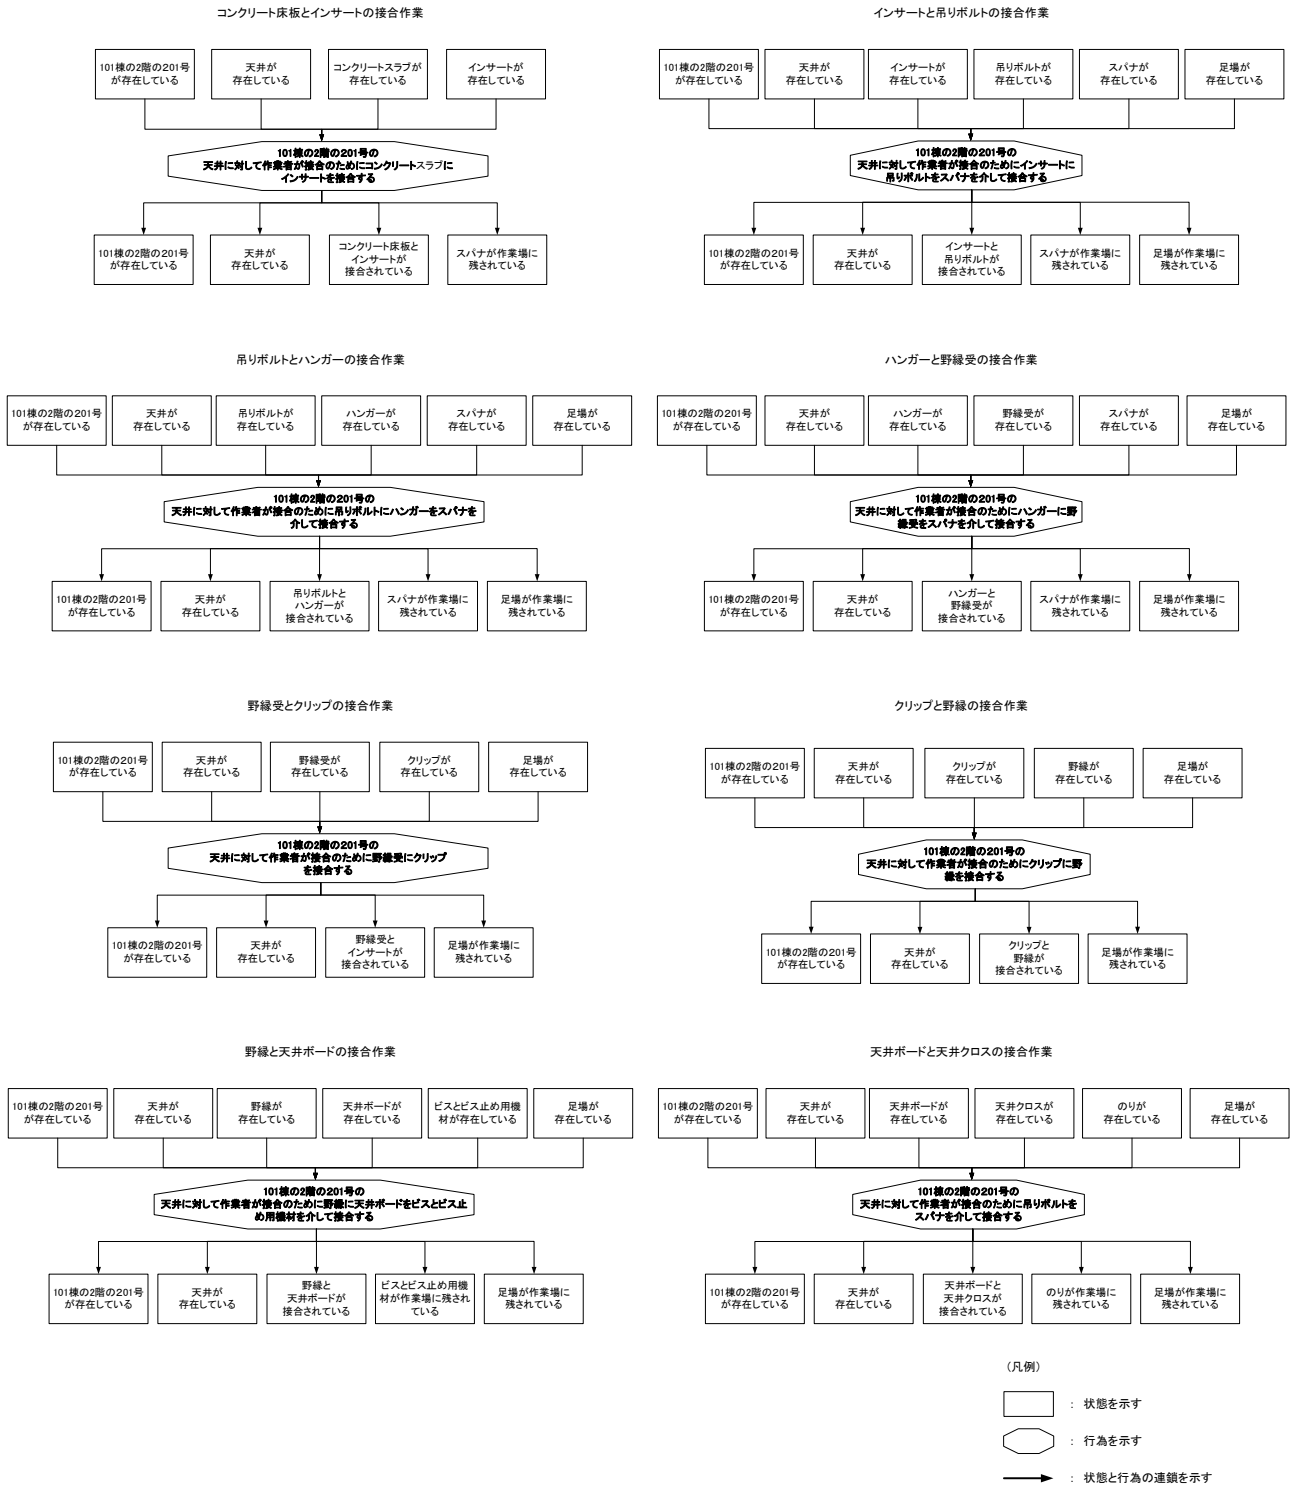 コンクリート床板とインサートの接合作業
101棟の2階の201号
が存在している
天井が
存在している
コンクリートスラブが
存在している
インサートが
存在している
101棟の2階の201号の
天井に対して作業者が接合のためにコンクリートスラブに
インサートを接合する
101棟の2階の201号
が存在している
天井が
存在している
コンクリート床板と
インサートが
接合されている
スパナが作業場に
残されている
インサートと吊りボルトの接合作業
101棟の2階の201号
が存在している
天井が
存在している
インサートが
存在している
吊りボルトが
存在している
スパナが
存在している
足場が
存在している
101棟の2階の201号の
天井に対して作業者が接合のためにインサートに
吊りボルトをスパナを介して接合する
101棟の2階の201号
が存在している
天井が
存在している
インサートと
吊りボルトが
接合されている
スパナが作業場に
残されている
足場が作業場に
残されている
吊りボルトとハンガーの接合作業
101棟の2階の201号
が存在している
天井が
存在している
吊りボルトが
存在している
ハンガーが
存在している
スパナが
存在している
足場が
存在している
101棟の2階の201号の
天井に対して作業者が接合のために吊りボルトにハンガーをスパナを
介して接合する
101棟の2階の201号
が存在している
天井が
存在している
吊りボルトと
ハンガーが
接合されている
スパナが作業場に
残されている
足場が作業場に
残されている
ハンガーと野縁受の接合作業
101棟の2階の201号
が存在している
天井が
存在している
ハンガーが
存在している
野縁受が
存在している
スパナが
存在している
足場が
存在している
101棟の2階の201号の
天井に対して作業者が接合のためにハンガーに野
縁受をスパナを介して接合する
101棟の2階の201号
が存在している
天井が
存在している
ハンガーと
野縁受が
接合されている
スパナが作業場に
残されている
足場が作業場に
残されている
野縁受とクリップの接合作業
101棟の2階の201号
が存在している
天井が
存在している
野縁受が
存在している
クリップが
存在している
足場が
存在している
101棟の2階の201号の
天井に対して作業者が接合のために野縁受にクリップ
を接合する
101棟の2階の201号
が存在している
天井が
存在している
野縁受と
インサートが
接合されている
足場が作業場に
残されている
クリップと野縁の接合作業
101棟の2階の201号
が存在している
天井が
存在している
クリップが
存在している
野縁が
存在している
足場が
存在している
101棟の2階の201号の
天井に対して作業者が接合のためにクリップに野
縁を接合する
101棟の2階の201号
が存在している
天井が
存在している
クリップと
野縁が
接合されている
足場が作業場に
残されている
野縁と天井ボードの接合作業
101棟の2階の201号
が存在している
天井が
存在している
野縁が
存在している
天井ボードが
存在している
ビスとビス止め用機
材が存在している
足場が
存在している
101棟の2階の201号の
天井に対して作業者が接合のために野縁に天井ボードをビスとビス止
め用機材を介して接合する
101棟の2階の201号
が存在している
天井が
存在している
野縁と
天井ボードが
接合されている
ビスとビス止め用機
材が作業場に残され
ている
足場が作業場に
残されている
天井ボードと天井クロスの接合作業
101棟の2階の201号
が存在している
天井が
存在している
天井ボードが
存在している
天井クロスが
存在している
のりが
存在している
足場が
存在している
101棟の2階の201号の
天井に対して作業者が接合のために吊りボルトを
スパナを介して接合する
101棟の2階の201号
が存在している
天井が
存在している
天井ボードと
天井クロスが
接合されている
のりが作業場に
残されている
足場が作業場に
残されている
(凡例)
： 状態を示す
： 行為を示す
： 状態と行為の連鎖を示す